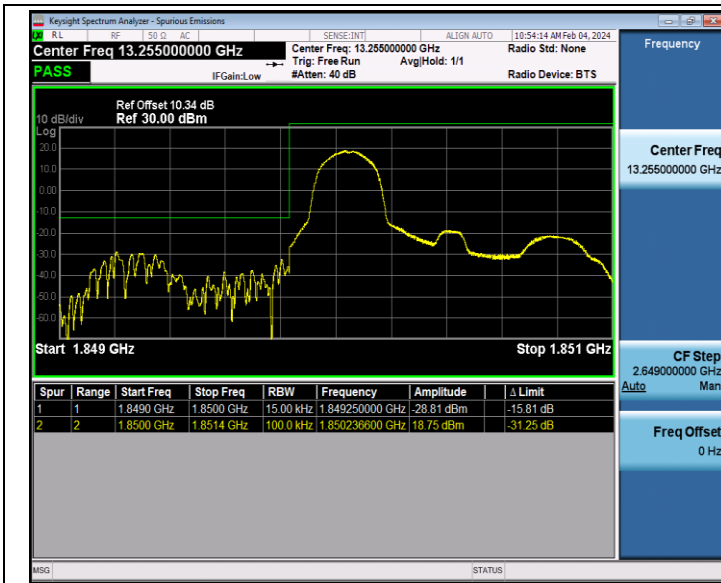 Keysight Spectrum Analyzer - Spurious Emissions
RL RF 50 Ω AC SENSE:INT ALIGN AUTO 10:54:14 AM Feb 04, 2024
Center Freq 13.255000000 GHz Center Freq: 13.255000000 GHz Radio Std: None
Trig: Free Run Avg|Hold: 1/1
PASS IFGain:Low #Atten: 40 dB Radio Device: BTS
Ref Offset 10.34 dB
10 dB/div Ref 30.00 dBm
Log
20.0
10.0
0.00
-10.0
-20.0
-30.0
-40.0
-50.0
-60.0
Start 1.849 GHz Stop 1.851 GHz
Spur Range Start Freq Stop Freq RBW Frequency Amplitude Δ Limit
1 1 1.8490 GHz 1.8500 GHz 15.00 kHz 1.849250000 GHz -28.81 dBm -15.81 dB
2 2 1.8500 GHz 1.8514 GHz 100.0 kHz 1.850236600 GHz 18.75 dBm -31.25 dB
Frequency
Center Freq
13.255000000 GHz
CF Step
2.649000000 GHz
Auto Man
Freq Offset
0 Hz
MSG STATUS